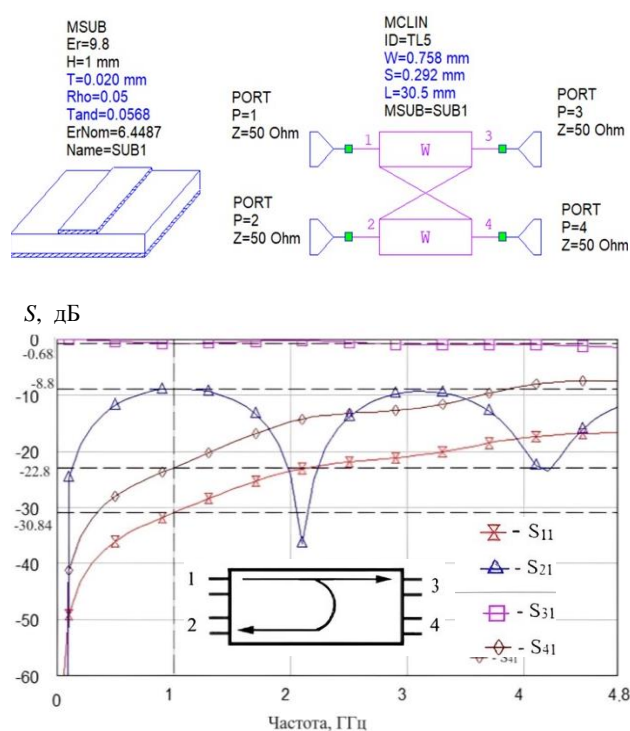 MSUB
Er=9.8
H=1 mm
T=0.020 mm
Rho=0.05
Tand=0.0568
ErNom=6.4487
Name=SUB1
MCLIN
ID=TL5
W=0.758 mm
S=0.292 mm
L=30.5 mm
MSUB=SUB1
PORT
P=1
Z=50 Ohm
PORT
P=3
Z=50 Ohm
1
W
3
PORT
P=2
Z=50 Ohm
2
W
4
PORT
P=4
Z=50 Ohm
S, дБ
0
-0.68
-8.8
-10
-20
-22.8
-30
-30.84
-40
-50
-60
1
3
2
4
- S11
- S21
- S31
- S41
- S41
0
1
2
3
4
4,8
Частота, ГГц